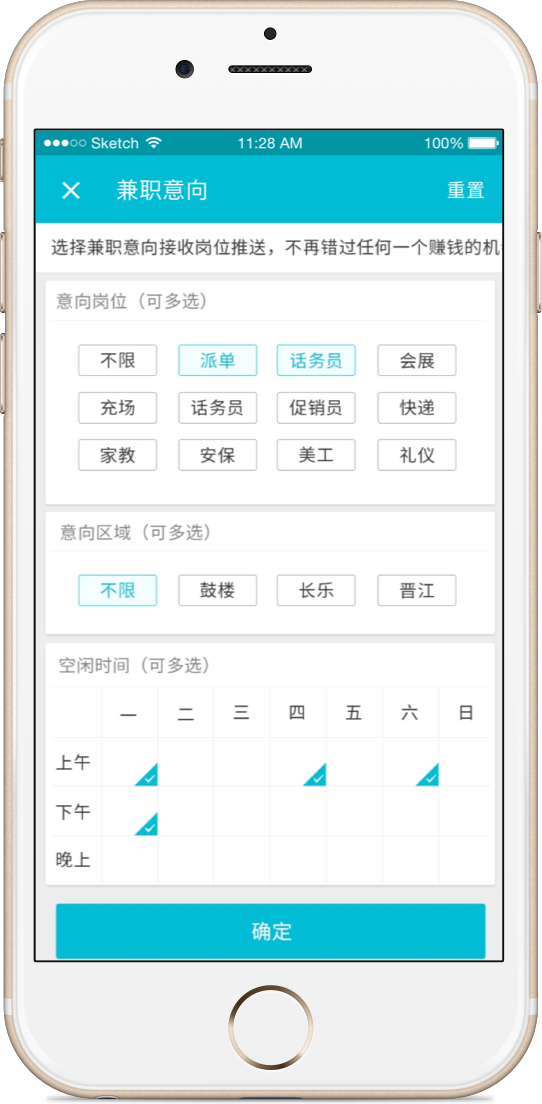 Sketch 11:28 AM 100%
兼职意向 重置
选择兼职意向接收岗位推送，不再错过任何一个赚钱的机
意向岗位（可多选）
不限 派单 话务员 会展
充场 话务员 促销员 快递
家教 安保 美工 礼仪
意向区域（可多选）
不限 鼓楼 长乐 晋江
空闲时间（可多选）
一 二 三 四 五 六 日
上午
下午
晚上
确定